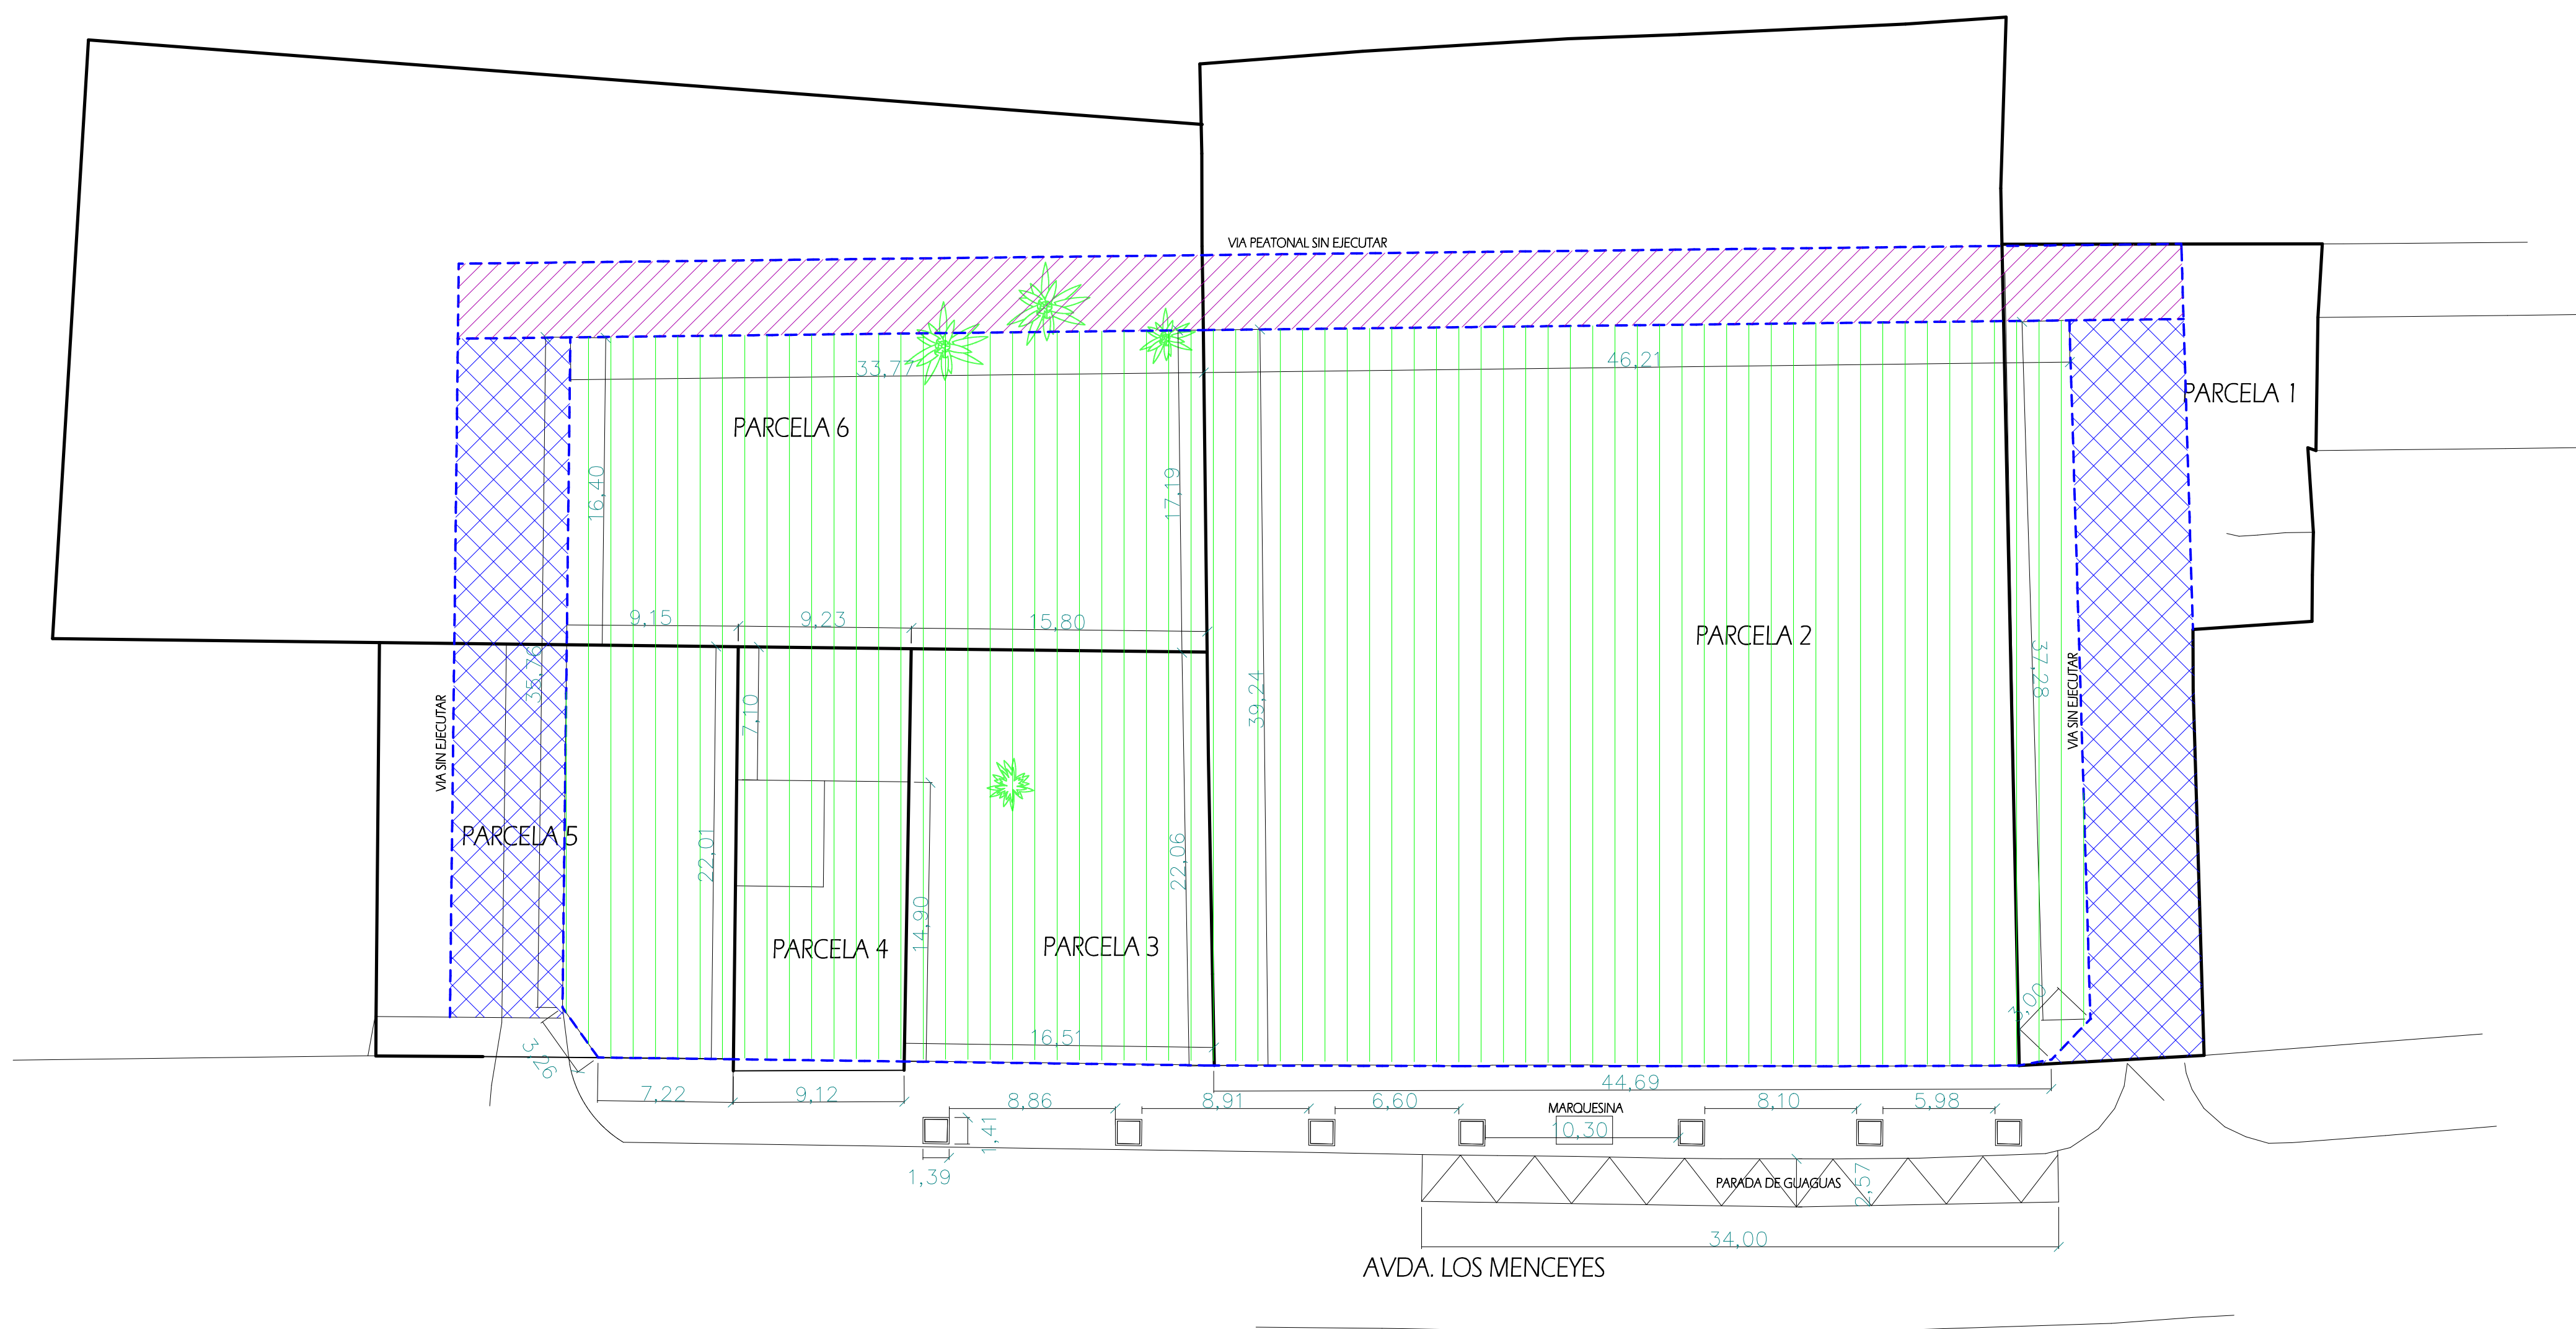 VIA PEATONAL SIN EJECUTAR
33,77
46,21
PARCELA 1
PARCELA 6
16,40
17,19
9,15
9,23
15,80
PARCELA 2
35,76
39,24
37,28
VIA SIN EJECUTAR
VIA SIN EJECUTAR
7,10
PARCELA 5
22,01
22,06
14,90
PARCELA 4
PARCELA 3
3,00
16,51
3,26
44,69
7,22
9,12
8,86
8,91
6,60
MARQUESINA
10,30
8,10
5,98
1,41
1,39
PARADA DE GUAGUAS
2,57
34,00
AVDA. LOS MENCEYES